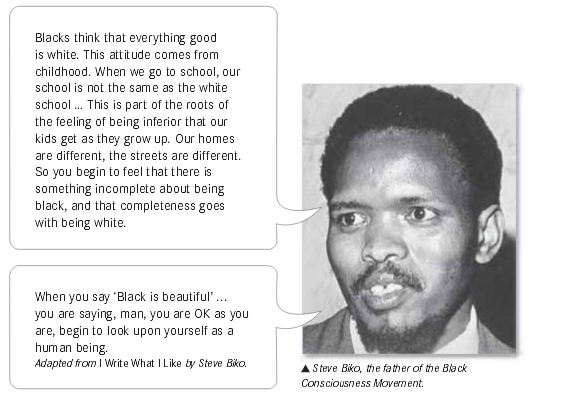 Blacks think that everything good
is white. This attitude comes from
childhood. When we go to school, our
school is not the same as the white
school ... This is part of the roots of
the feeling of being inferior that our
kids get as they grow up. Our homes
are different, the streets are different.
So you begin to feel that there is
something incomplete about being
black, and that completeness goes
with being white.
When you say ‘Black is beautiful’ ...
you are saying, man, you are OK as you
are, begin to look upon yourself as a
human being.
Adapted from I Write What I Like by Steve Biko.
▲ Steve Biko, the father of the Black
Consciousness Movement.